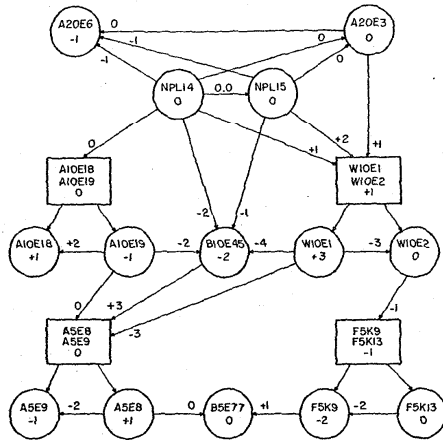 A20E6
-1
0
A20E3
0
-1
-1
0
0
NPL14
0
0.0
NPL15
0
0
+1
+2
+1
A10E18
A10E19
0
W10E1
W10E2
+1
-2
-1
A10E18
+1
+2
A10E19
-1
-2
B10E45
-2
-4
W10E1
+3
-3
W10E2
0
0
+3
-3
-1
A5E8
A5E9
0
F5K9
F5K13
-1
A5E9
-1
-2
A5E8
+1
0
B5E77
0
+1
F5K9
-2
-2
F5K13
0